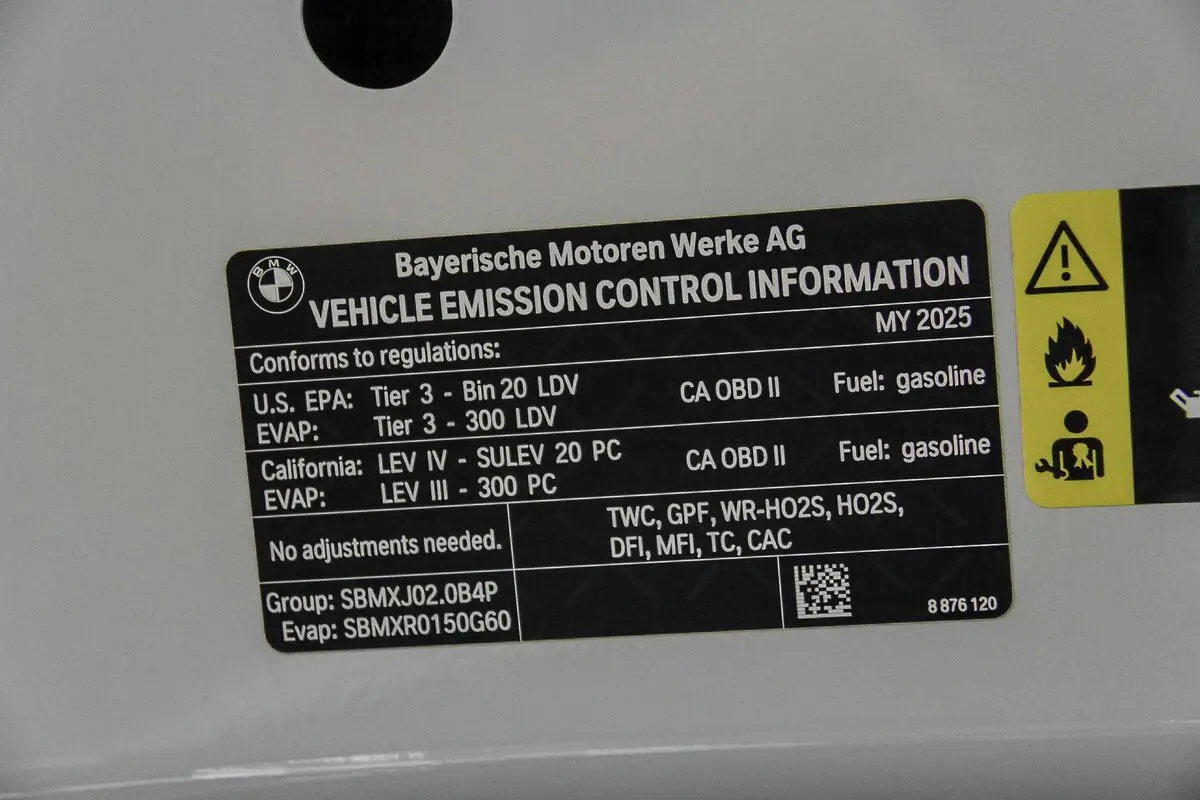 BMW
Bayerische Motoren Werke AG
VEHICLE EMISSION CONTROL INFORMATION
MY 2025
Conforms to regulations:
U.S. EPA: Tier 3 - Bin 20 LDV CA OBD II Fuel: gasoline
EVAP: Tier 3 - 300 LDV
California: LEV IV - SULEV 20 PC CA OBD II Fuel: gasoline
EVAP: LEV III - 300 PC
No adjustments needed.
TWC, GPF, WR-HO2S, HO2S,
DFI, MFI, TC, CAC
Group: SBMXJ02.0B4P
Evap: SBMXR0150G60
8 876 120